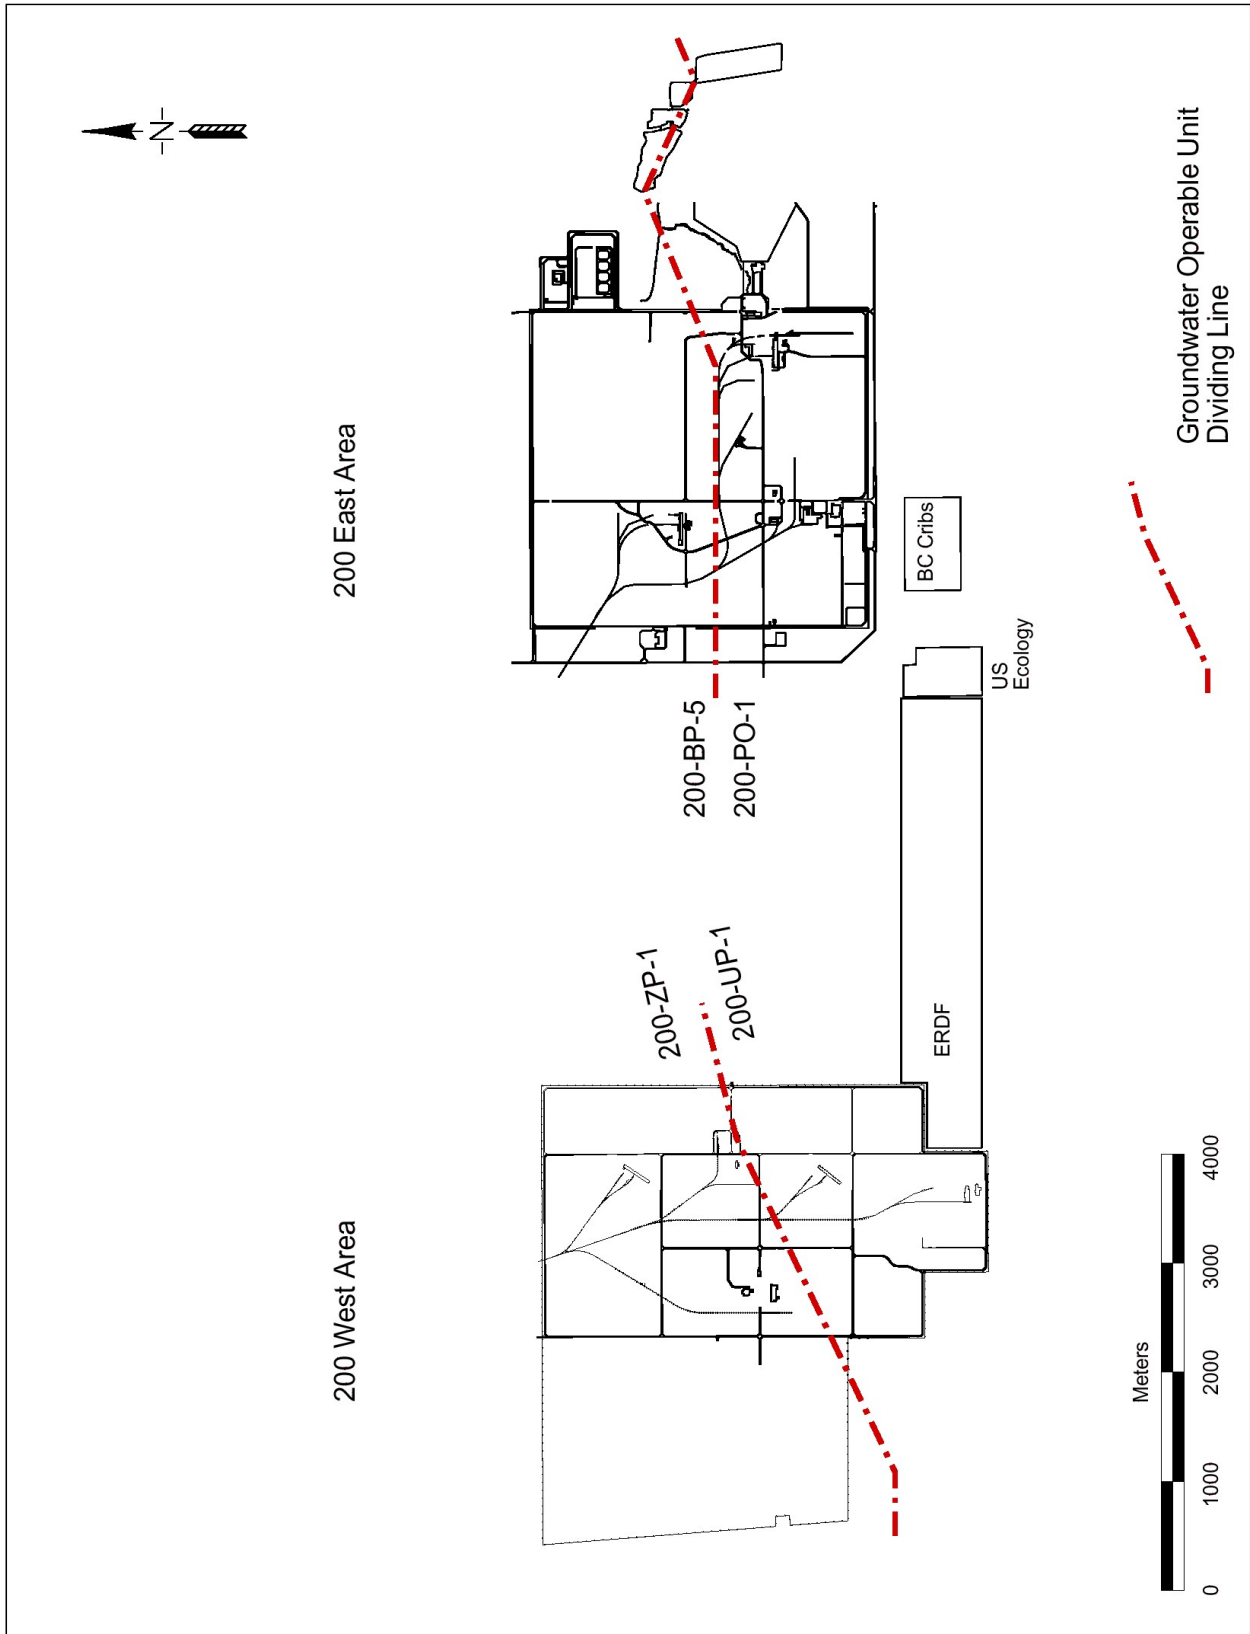 200 West Area
200 East Area
N
200-ZP-1
200-UP-1
200-BP-5
200-PO-1
ERDF
US
Ecology
BC Cribs
Meters
0 1000 2000 3000 4000
Groundwater Operable Unit
Dividing Line